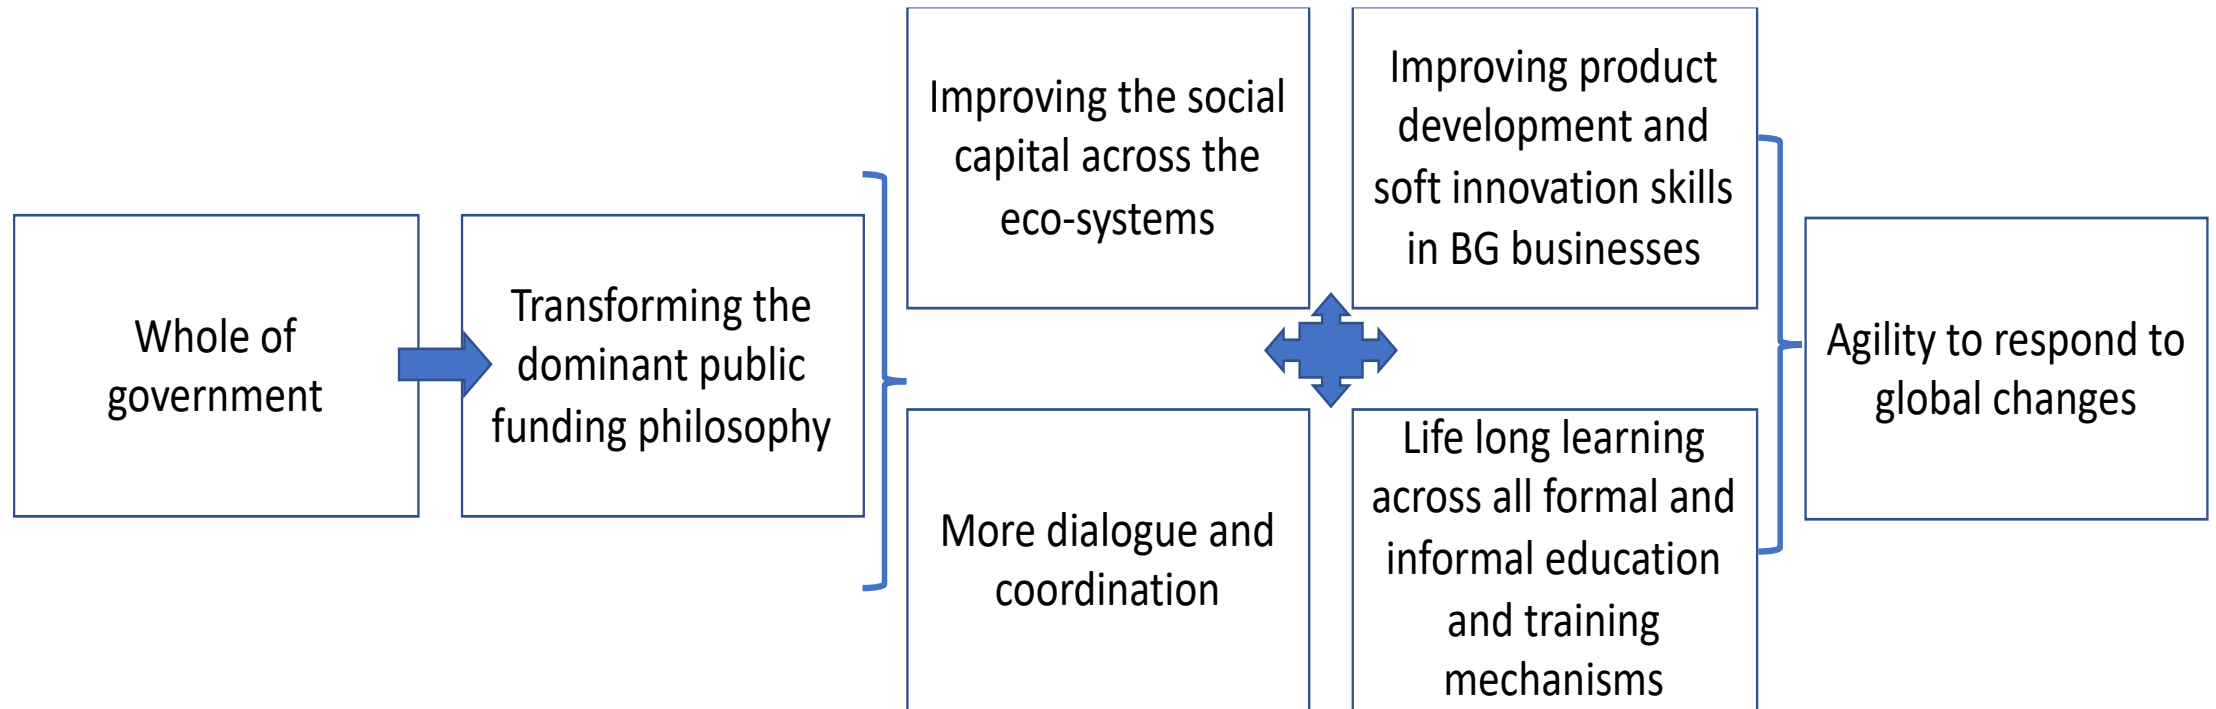 Whole of
government
Transforming the
dominant public
funding philosophy
Improving the social
capital across the
eco-systems
More dialogue and
coordination
Improving product
development and
soft innovation skills
in BG businesses
Life long learning
across all formal and
informal education
and training
mechanisms
Agility to respond to
global changes